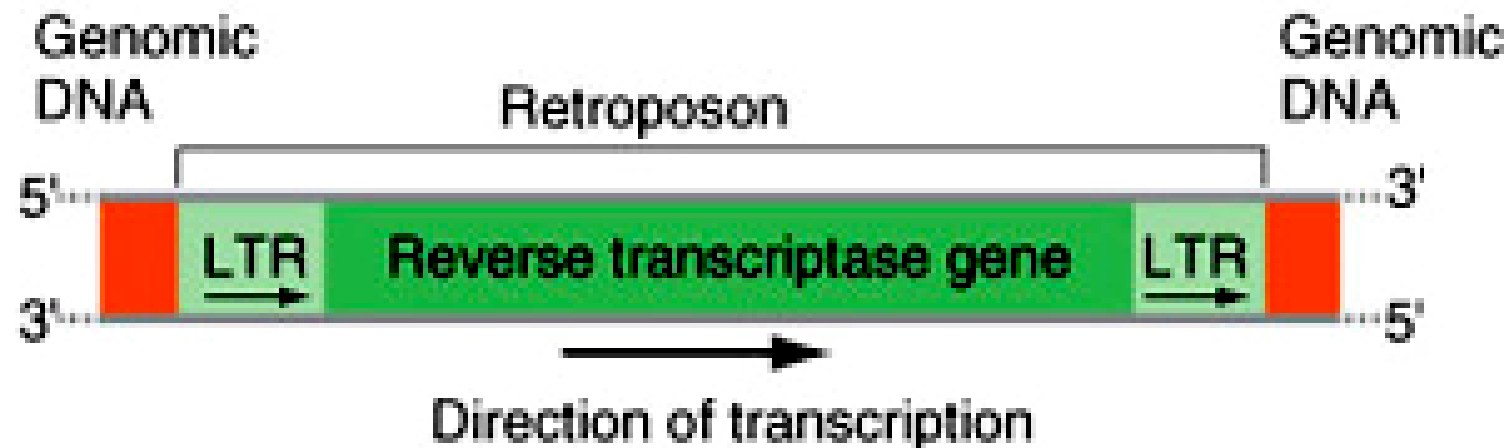 Genomic
DNA
Genomic
DNA
Retroposon
5'
3'
LTR
Reverse transcriptase gene
LTR
3'
5'
Direction of transcription